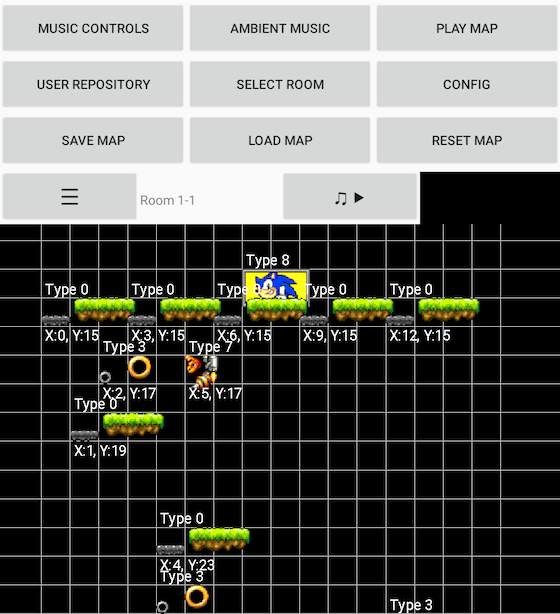 MUSIC CONTROLS
AMBIENT MUSIC
PLAY MAP
USER REPOSITORY
SELECT ROOM
CONFIG
SAVE MAP
LOAD MAP
RESET MAP
Room 1-1
Type 8
Type 0
Type 0
Type 0
Type 0
Type 0
X:0, Y:15
X:3, Y:15
X:6, Y:15
X:9, Y:15
X:12, Y:15
Type 3
Type 7
X:2, Y:17
X:5, Y:17
Type 0
X:1, Y:19
Type 0
X:4, Y:23
Type 3
Type 3